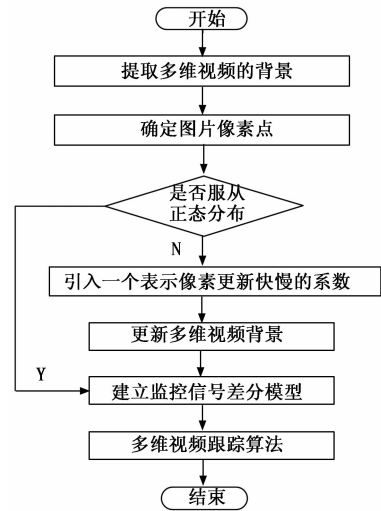 开始
提取多维视频的背景
确定图片像素点
是否服从
正态分布
N
引入一个表示像素更新快慢的系数
更新多维视频背景
Y
建立监控信号差分模型
多维视频跟踪算法
结束